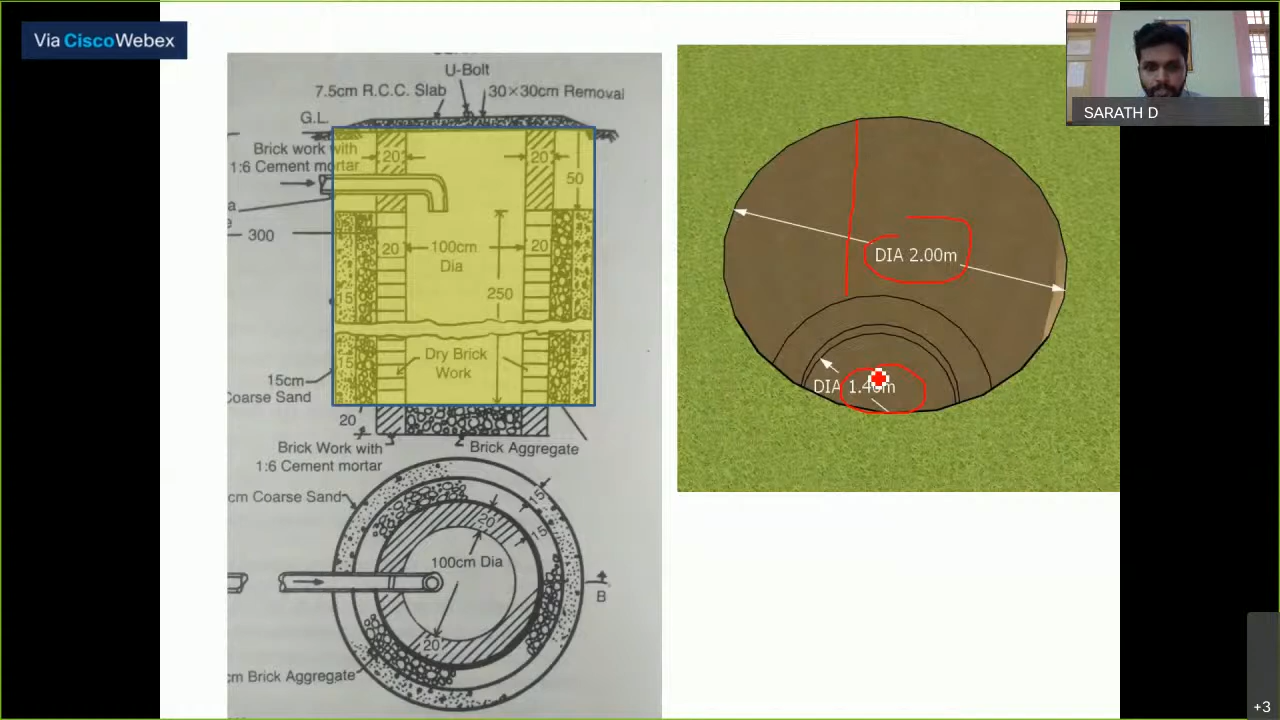 Via CiscoWebex
U-Bolt
7.5cm R.C.C. Slab
30×30cm Removal
G.L.
Brick work with
1:6 Cement mortar
20
20
50
a
e
300
20
100cm
Dia
20
250
15
Dry Brick
Work
15
15cm
Coarse Sand
20
Brick Work with
1:6 Cement mortar
Brick Aggregate
cm Coarse Sand
15
20
15
100cm Dia
B
20
cm Brick Aggregate
DIA 2.00m
DIA 1.40m
SARATH D
+3